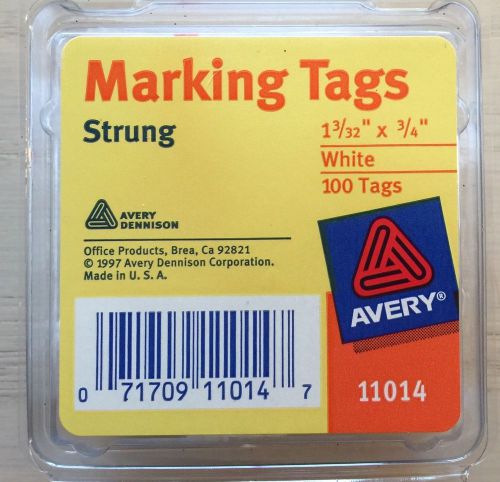 Marking Tags
Strung
1 3/32" x 3/4"
White
100 Tags
AVERY
DENNISON
Office Products, Brea, Ca 92821
© 1997 Avery Dennison Corporation.
Made in U. S. A.
AVERY®
0 71709 11014 7
11014